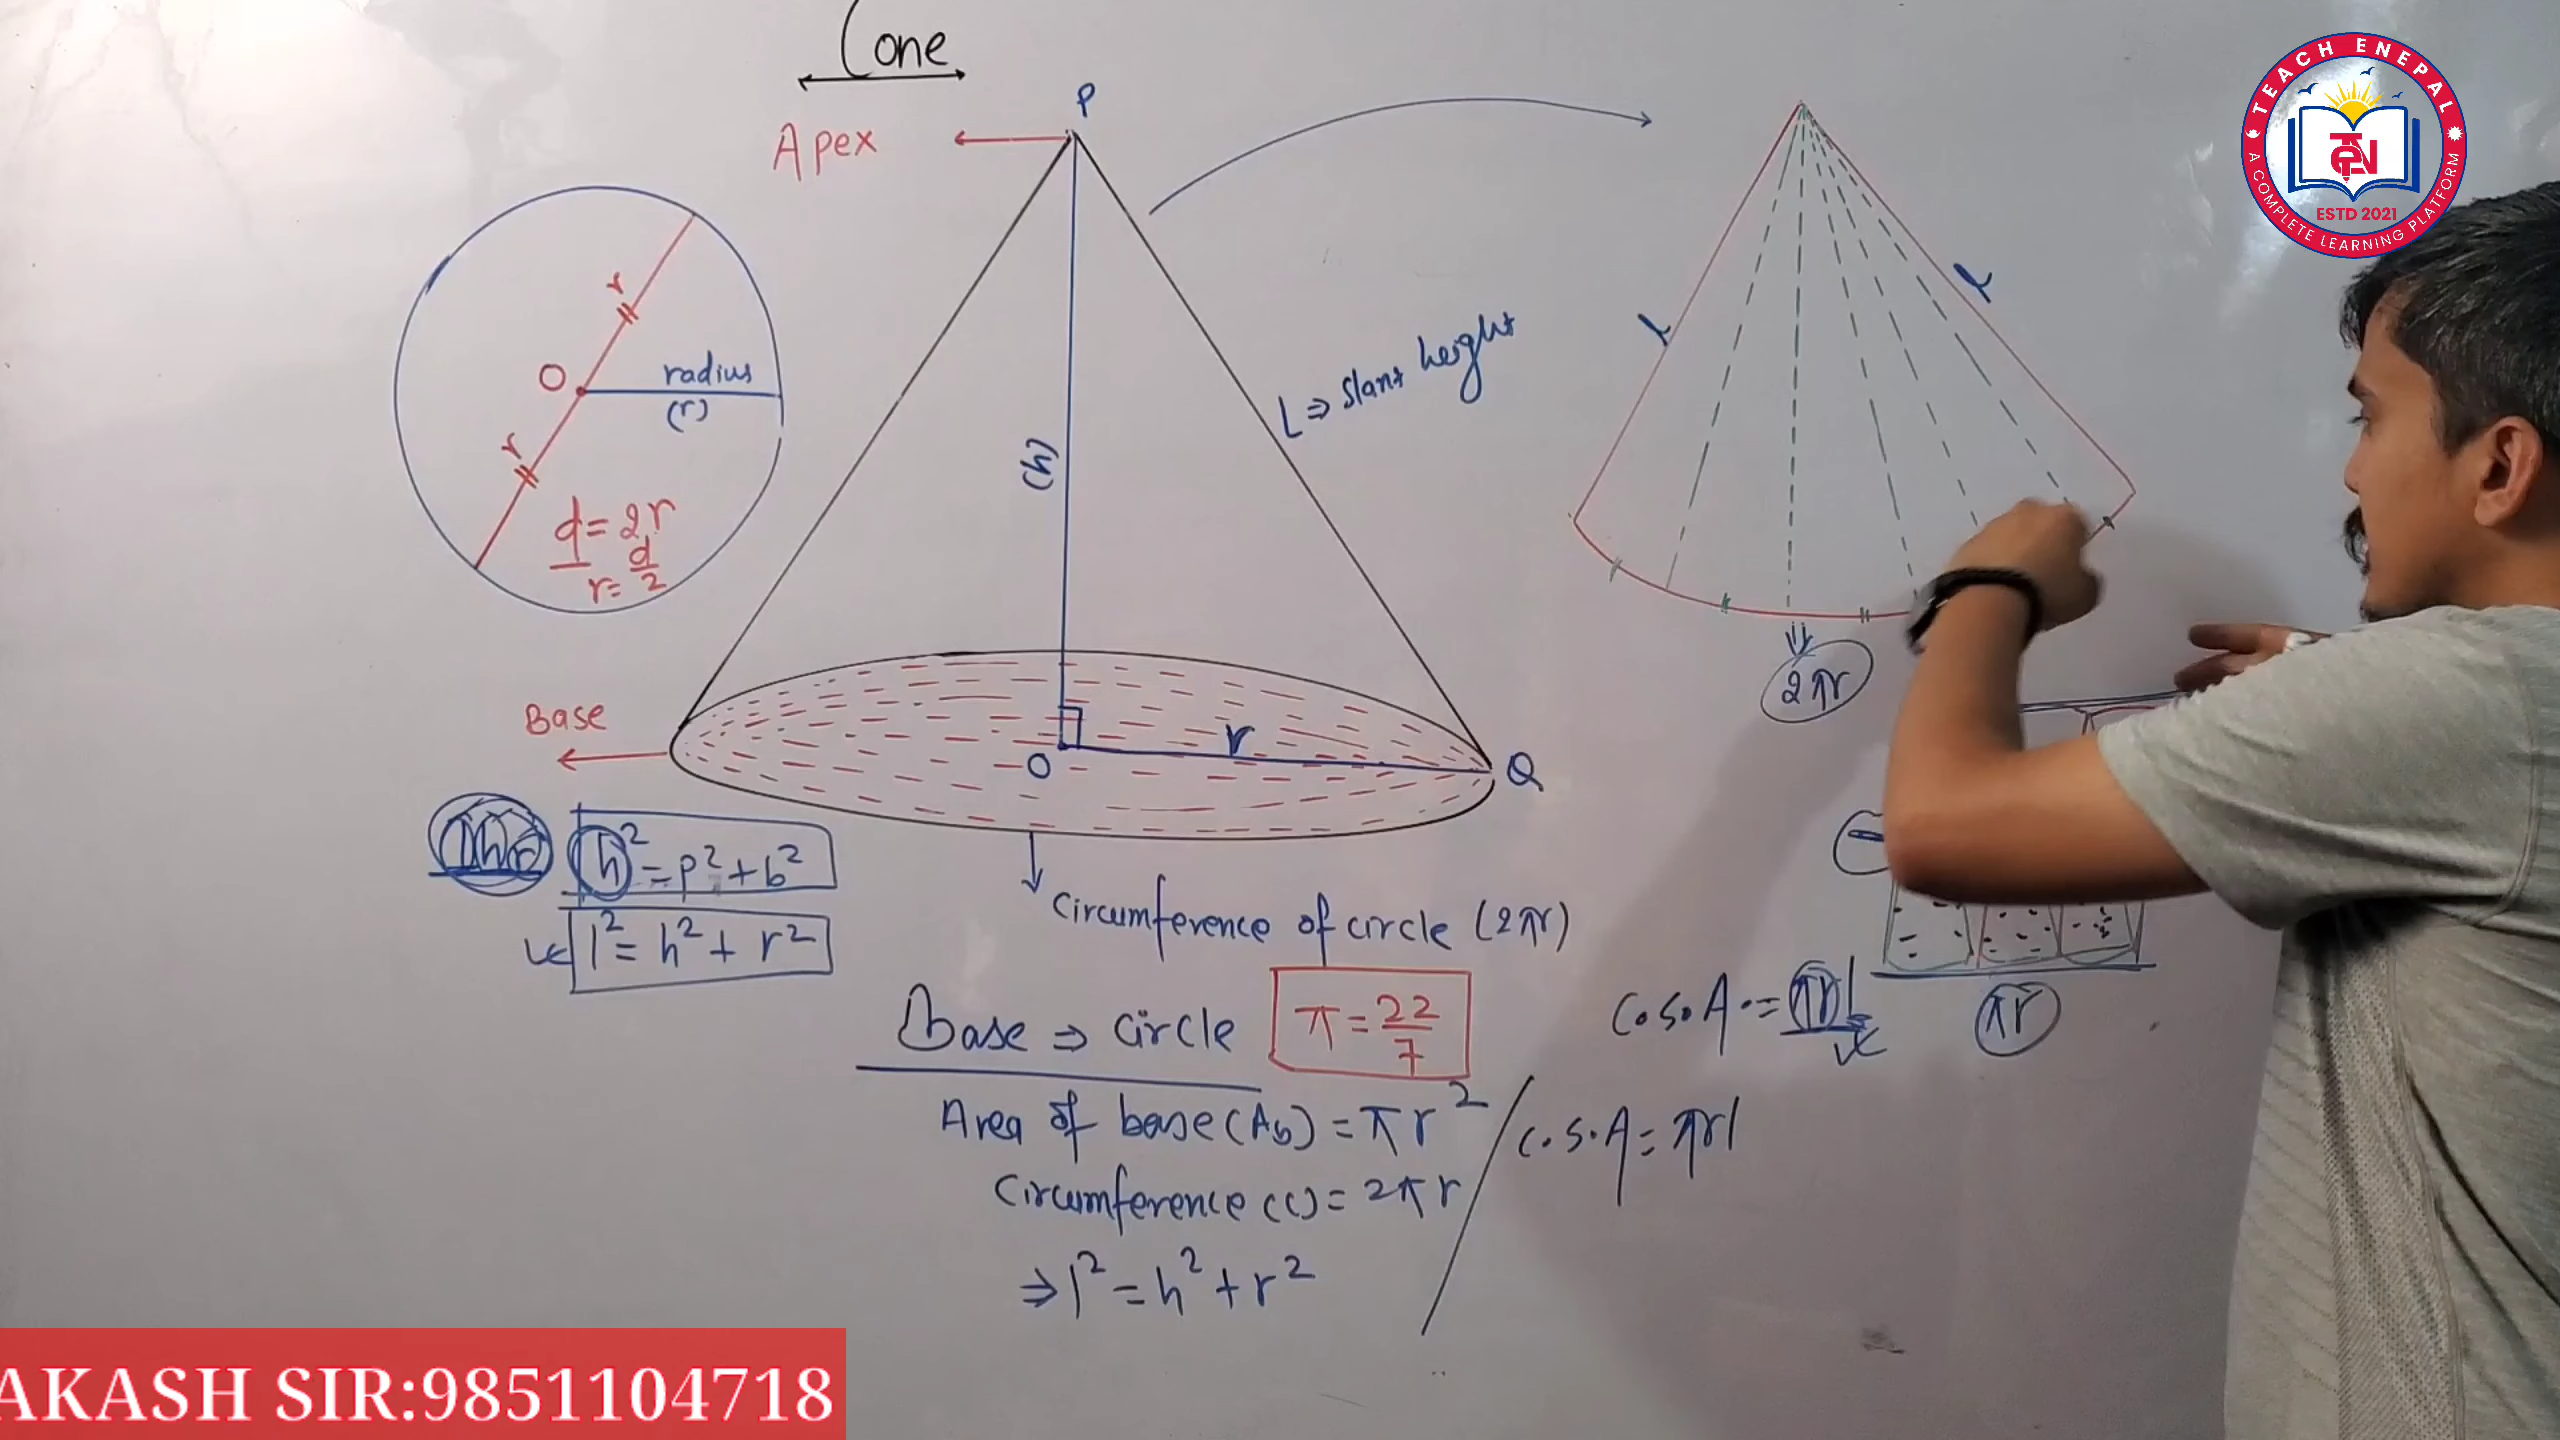 Cone
P
Apex
r
O
radius
(r)
r
d = 2r
r = d/2
(h)
L ⇒ slant height
l
l
2πr
Base
r
O
Q
h² = p² + b²
l² = h² + r²
Circumference of circle (2πr)
Base ⇒ circle
π = 22/7
C.S.A. = πrl
πr
Area of base (Ab) = πr²
C.S.A = πrl
Circumference (C) = 2πr
⇒ l² = h² + r²
TEACH ENEPAL
TEN
ESTD 2021
A COMPLETE LEARNING PLATFORM
AKASH SIR:9851104718